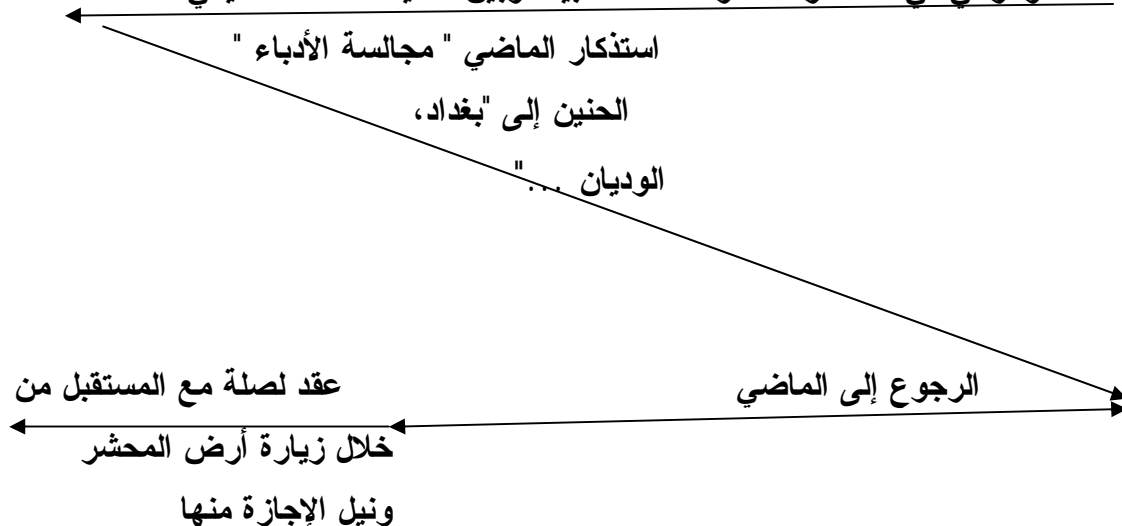 استذكار الماضي " مجالسة الأدباء "
الحنين إلى "بغداد،
الوديان ..."
الرجوع إلى الماضي
عقد لصلة مع المستقبل من
خلال زيارة أرض المحشر
ونيل الإجازة منها